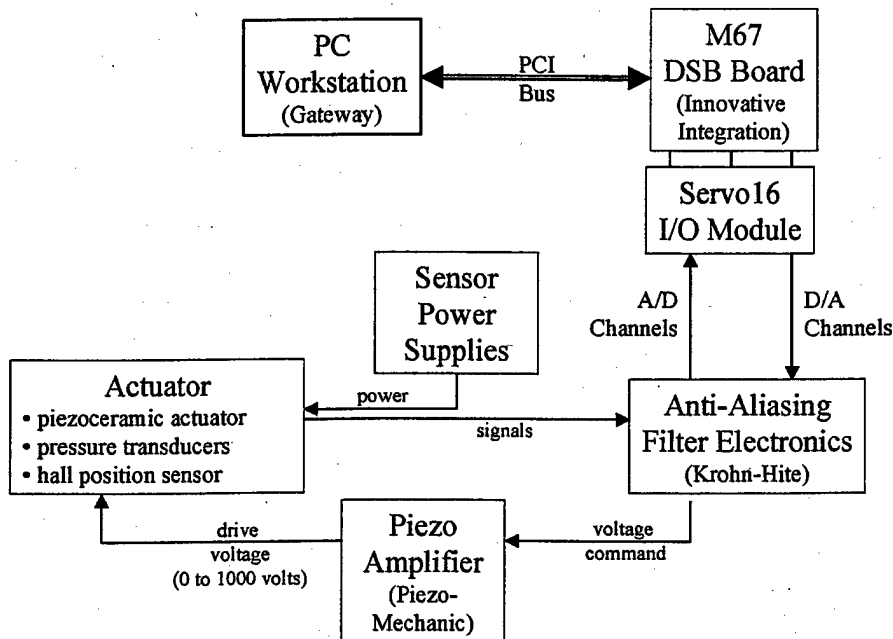 PC
Workstation
(Gateway)
PCI
Bus
M67
DSB Board
(Innovative
Integration)
Servo16
I/O Module
Sensor
Power
Supplies
A/D
Channels
D/A
Channels
Actuator
• piezoceramic actuator
• pressure transducers
• hall position sensor
power
signals
Anti-Aliasing
Filter Electronics
(Krohn-Hite)
drive
voltage
(0 to 1000 volts)
Piezo
Amplifier
(Piezo-
Mechanic)
voltage
command